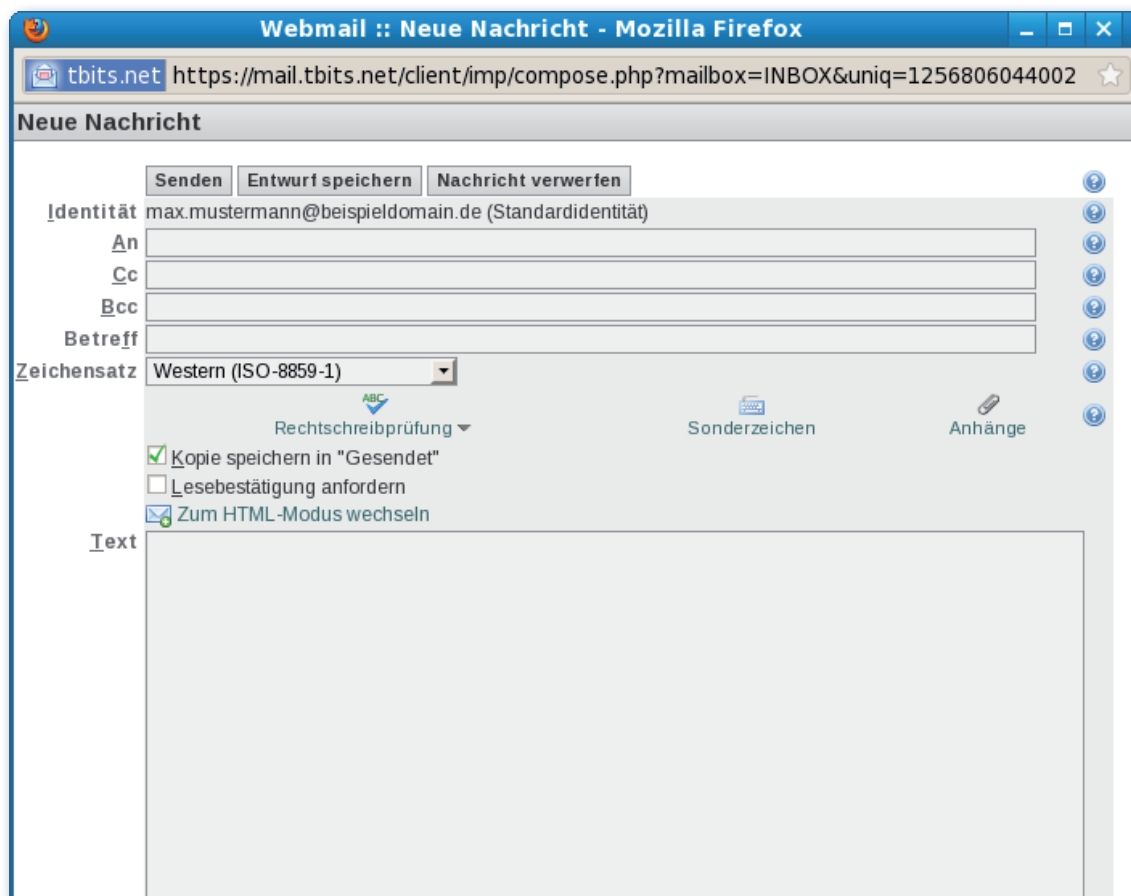 Webmail :: Neue Nachricht - Mozilla Firefox
tbits.net https://mail.tbits.net/client/imp/compose.php?mailbox=INBOX&uniq=1256806044002
Neue Nachricht
Senden Entwurf speichern Nachricht verwerfen
Identität max.mustermann@beispieldomain.de (Standardidentität)
An
Cc
Bcc
Betreff
Zeichensatz Western (ISO-8859-1)
ABC
Rechtschreibprüfung Sonderzeichen Anhänge
Kopie speichern in "Gesendet"
Lesebestätigung anfordern
Zum HTML-Modus wechseln
Text